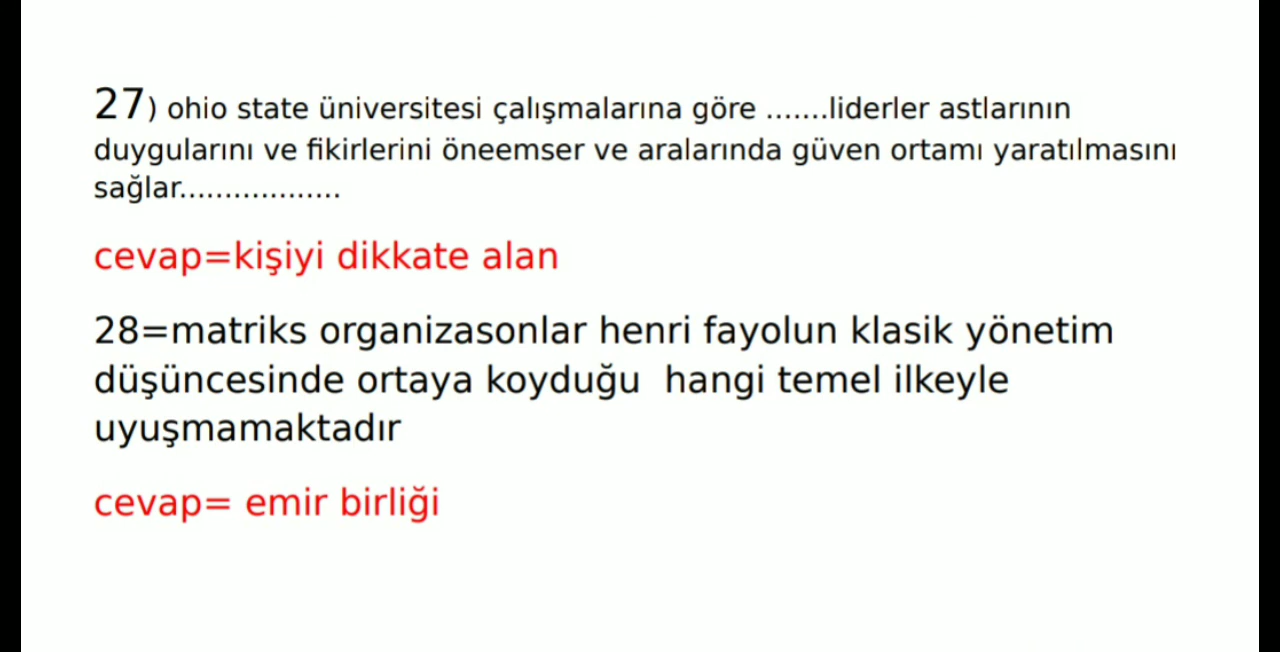 27) ohio state üniversitesi çalışmalarına göre .......liderler astlarının
duygularını ve fikirlerini öneemser ve aralarında güven ortamı yaratılmasını
sağlar..................
cevap=kişiyi dikkate alan
28=matriks organizasonlar henri fayolun klasik yönetim
düşüncesinde ortaya koyduğu  hangi temel ilkeyle
uyuşmamaktadır
cevap= emir birliği